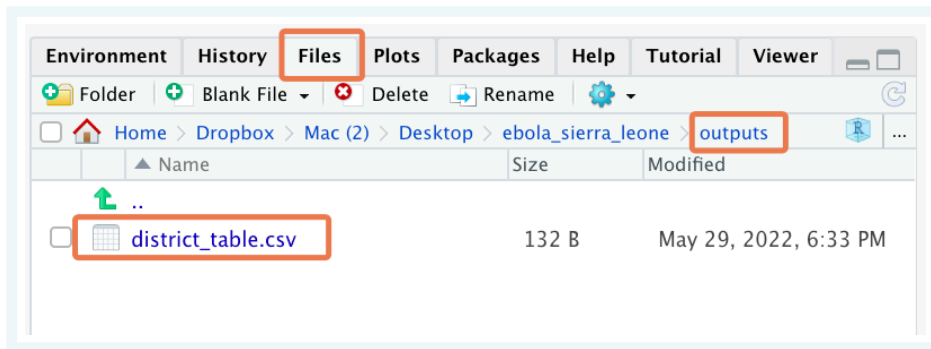 Environment History Files Plots Packages Help Tutorial Viewer
Folder Blank File Delete Rename
Home > Dropbox > Mac (2) > Desktop > ebola_sierra_leone > outputs R ...
Name Size Modified
..
district_table.csv 132 B May 29, 2022, 6:33 PM